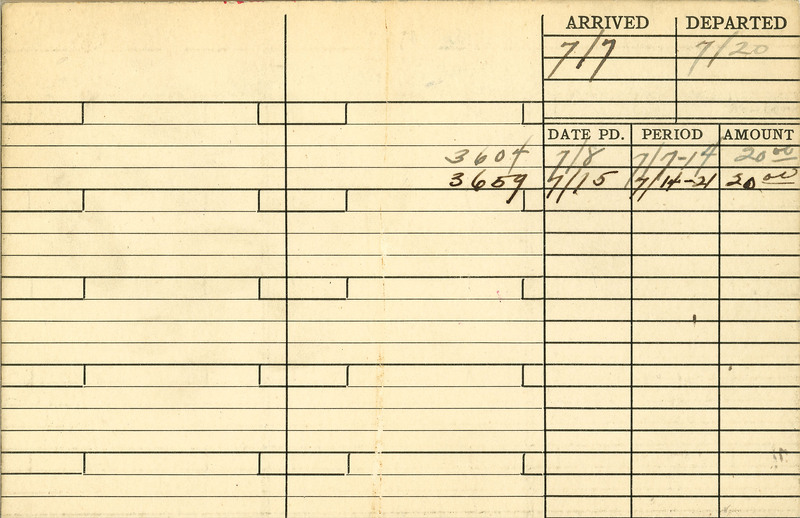 ARRIVED DEPARTED
7/7 7/20
DATE PD. PERIOD AMOUNT
3604 7/8 7/7-14 20 00
3659 7/15 7/14-21 20 00